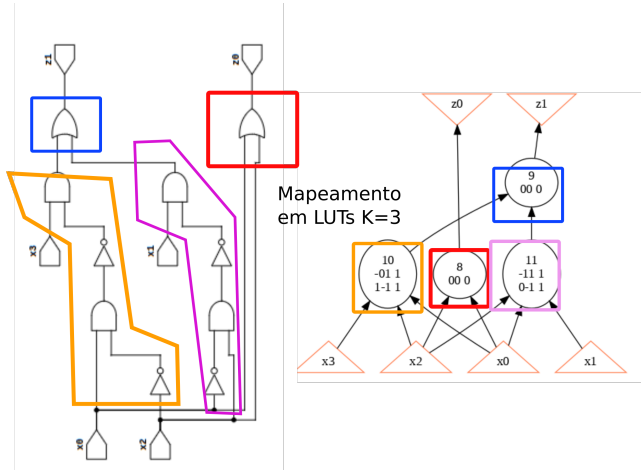 z1
z0
x3
x1
x0
x2
Mapeamento
em LUTs K=3
z0
z1
9
00 0
10
-01 1
1-1 1
8
00 0
11
-11 1
0-1 1
x3
x2
x0
x1